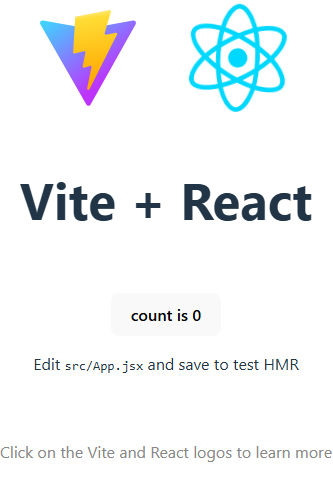 Vite + React
count is 0
Edit src/App.jsx and save to test HMR
Click on the Vite and React logos to learn more